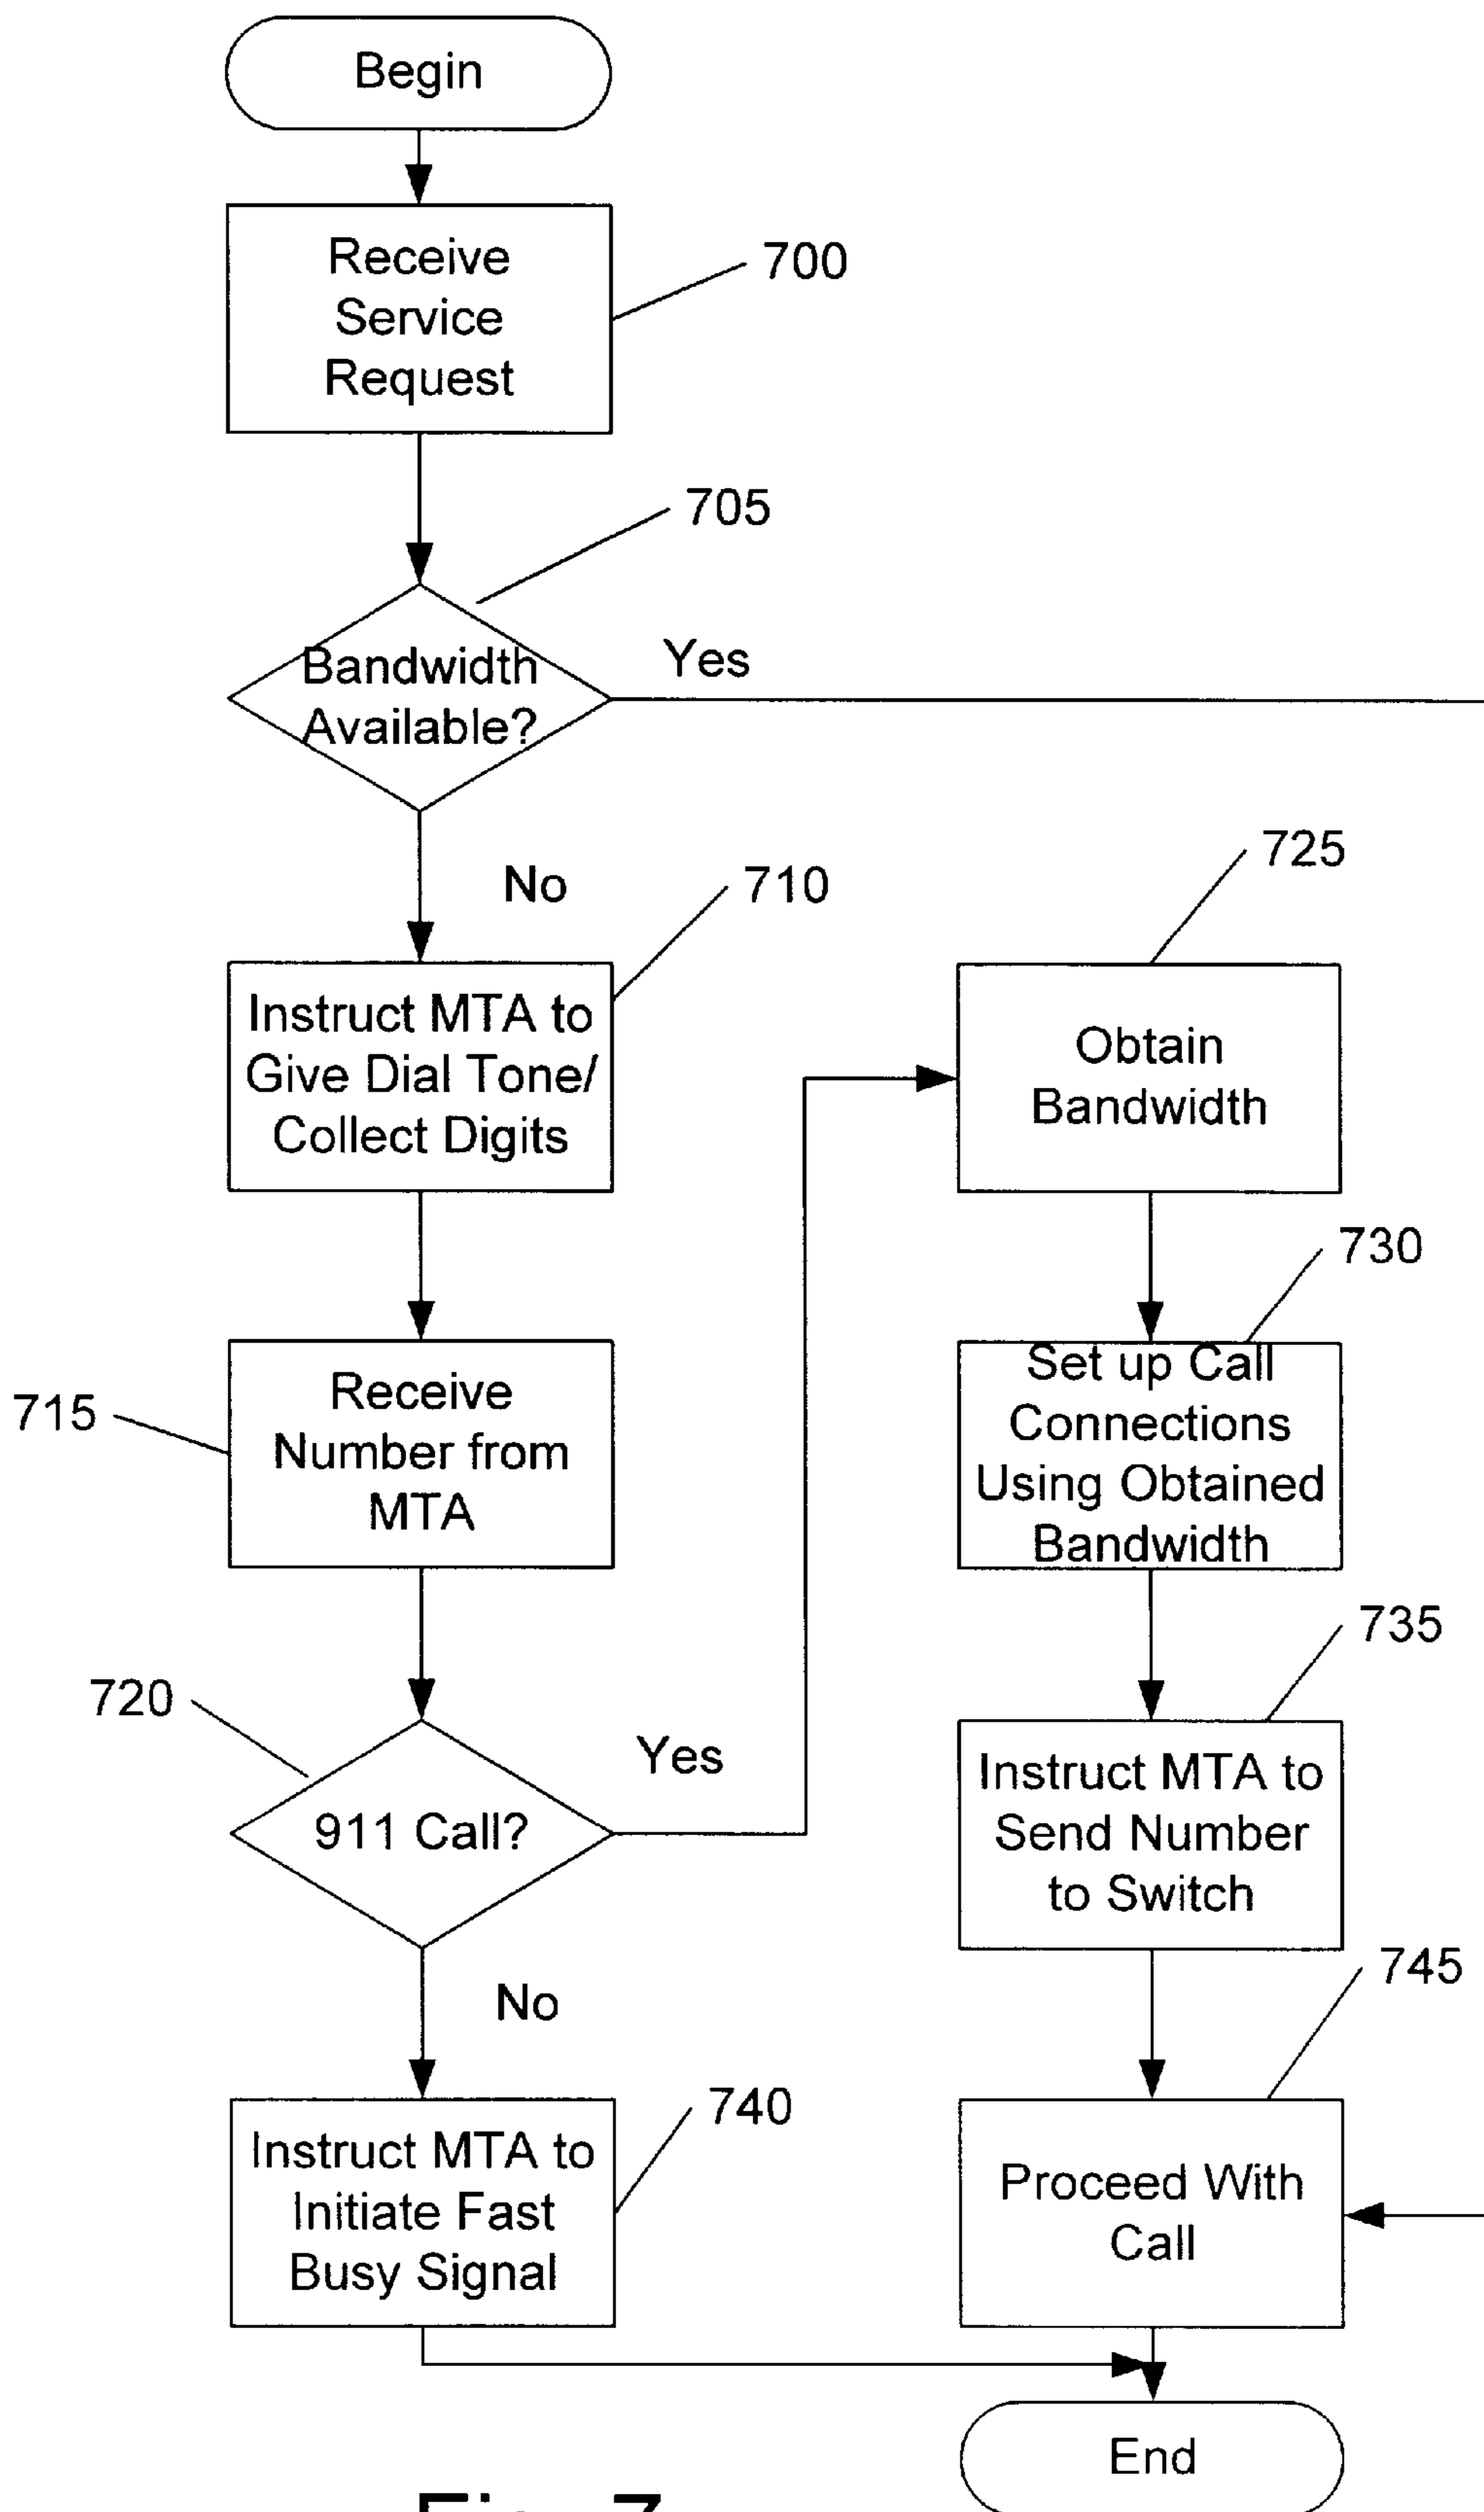 Begin
Receive
Service
Request
700
705
Bandwidth
Available?
Yes
No
710
Instruct MTA to
Give Dial Tone/
Collect Digits
715
Receive
Number from
MTA
720
911 Call?
Yes
No
740
Instruct MTA to
Initiate Fast
Busy Signal
725
Obtain
Bandwidth
730
Set up Call
Connections
Using Obtained
Bandwidth
735
Instruct MTA to
Send Number
to Switch
745
Proceed With
Call
End
Fig. 7